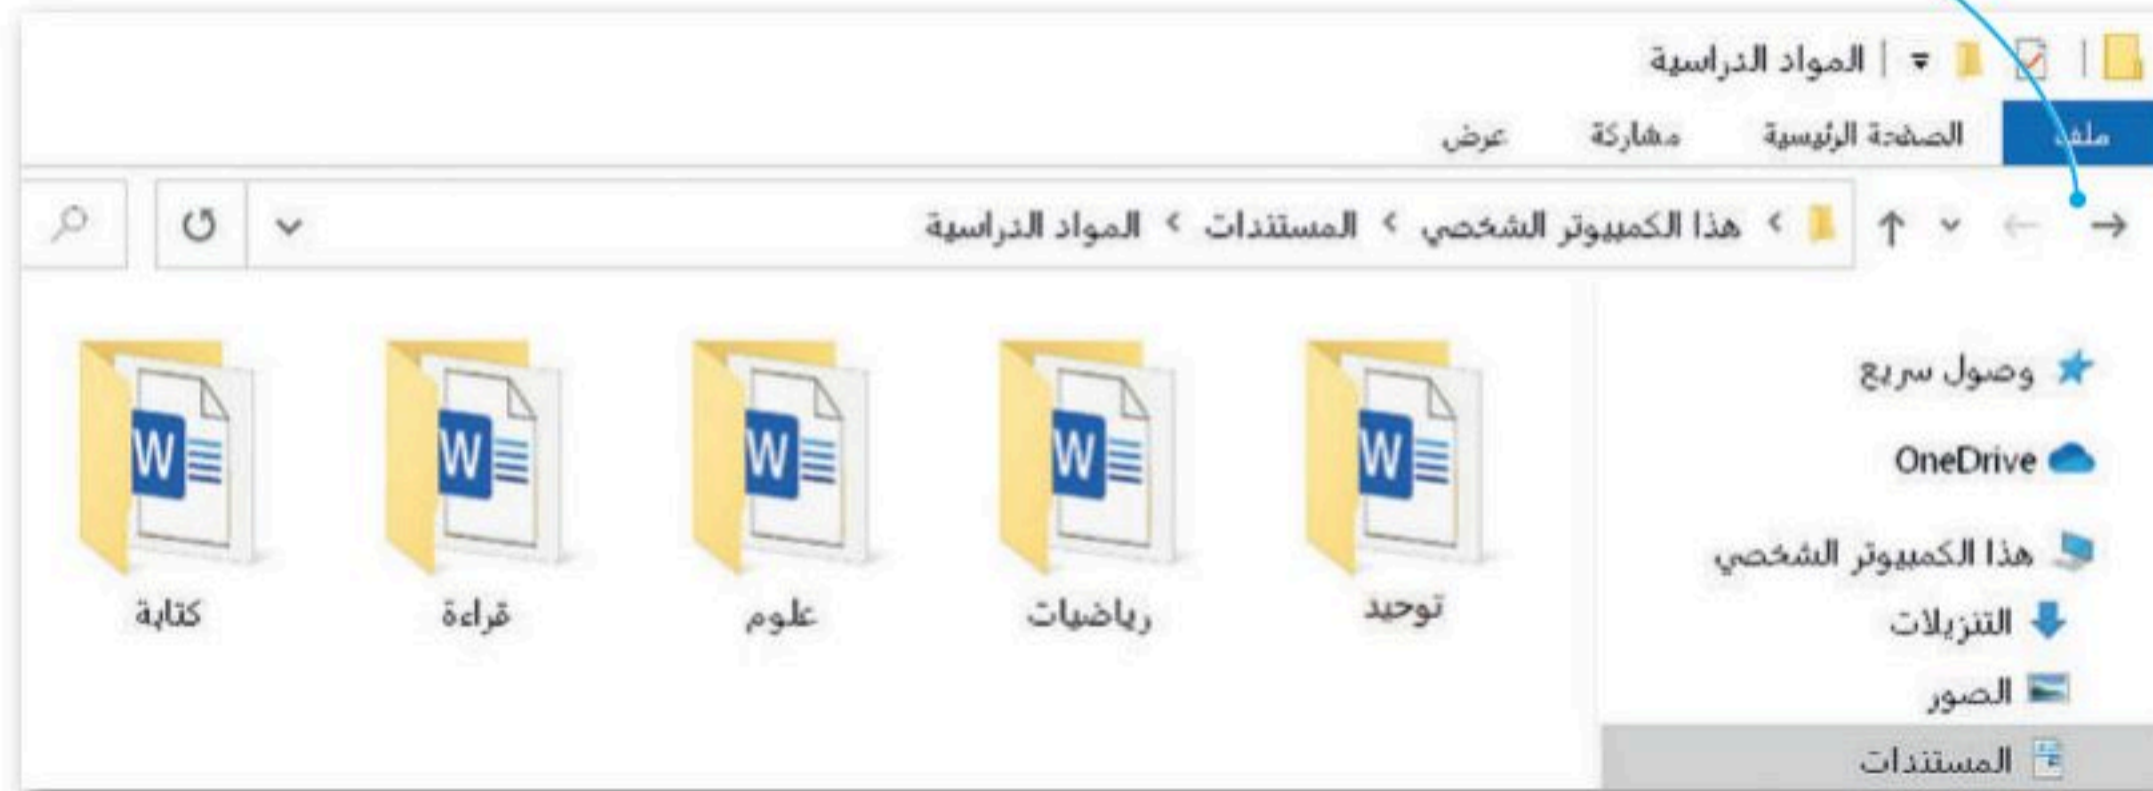 المواد الدراسية
ملف الصفحة الرئيسية مشاركة عرض
هذا الكمبيوتر الشخصي > المستندات > المواد الدراسية
وصول سريع
OneDrive
هذا الكمبيوتر الشخصي
التنزيلات
الصور
المستندات
توحيد رياضيات علوم قراءة كتابة